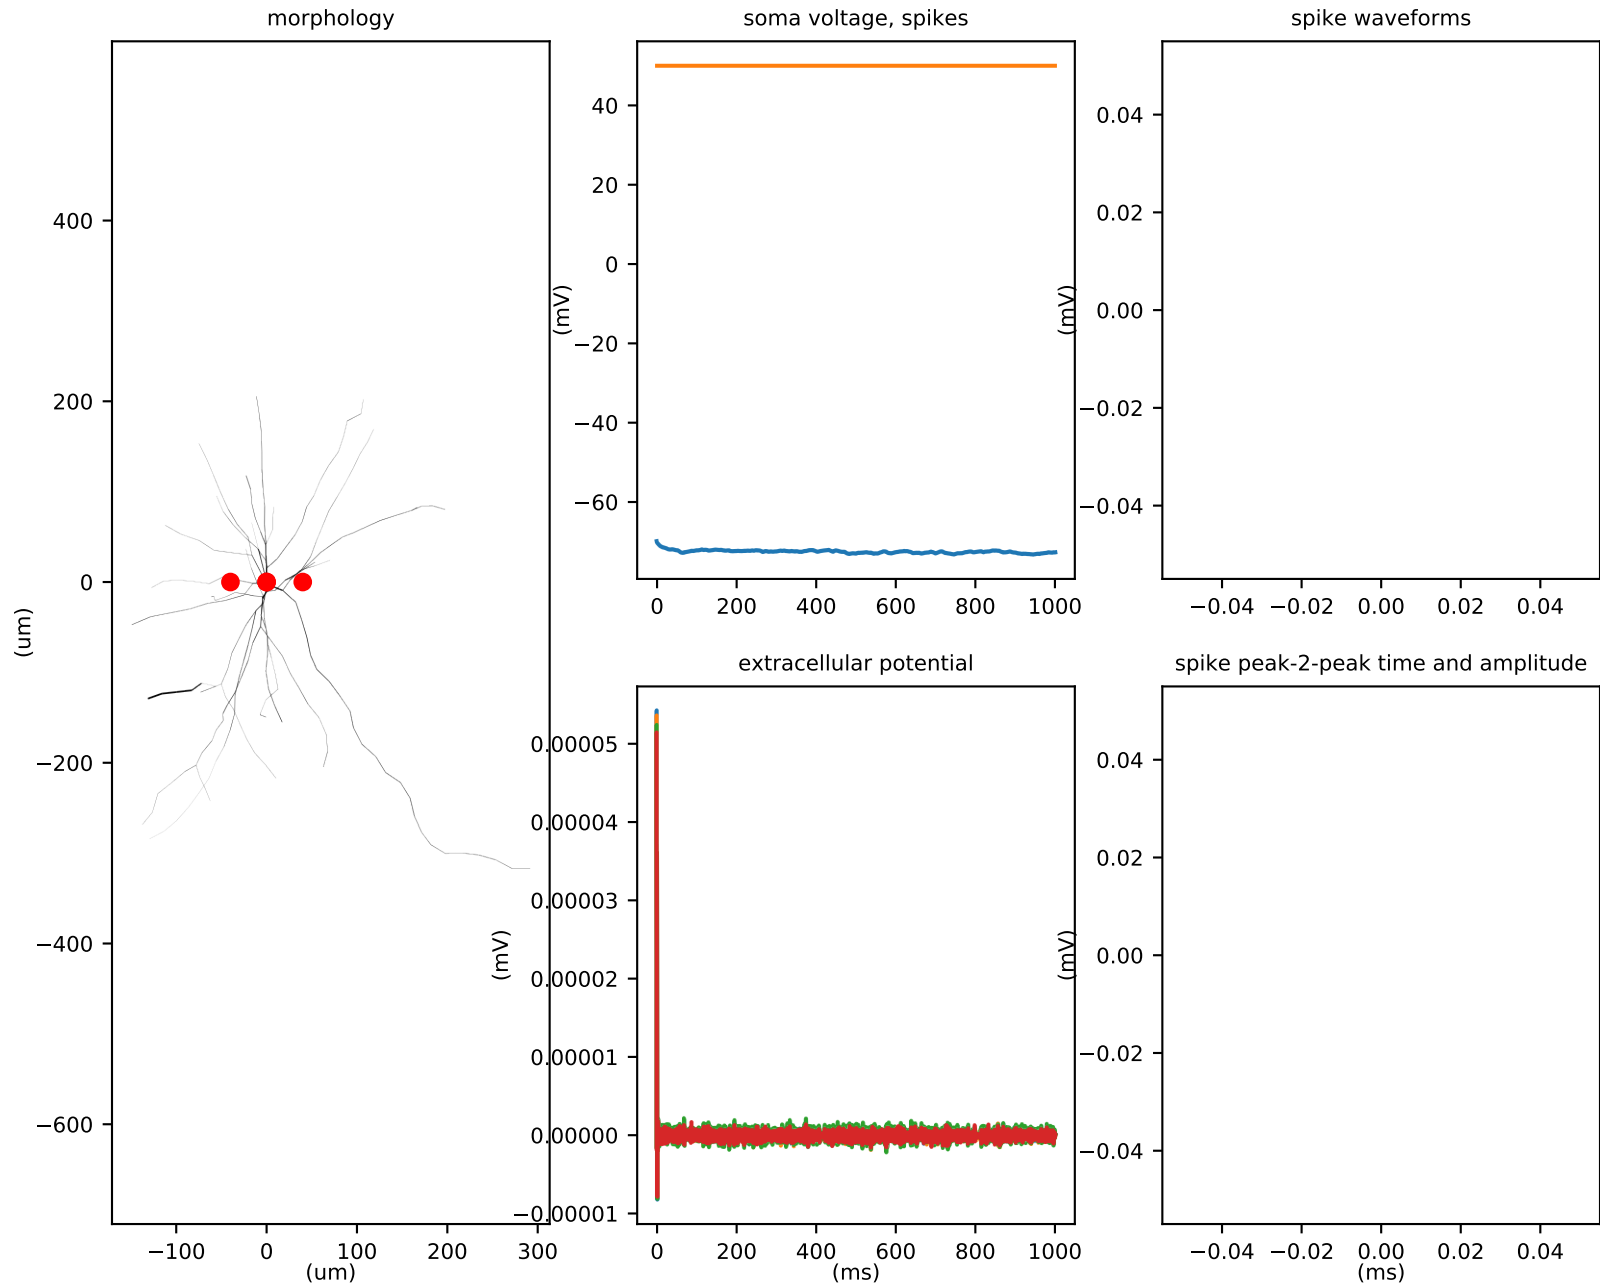 morphology
400
200
0
−200
−400
−600
(um)
−100 0 100 200 300
(um)
soma voltage, spikes
40
20
0
−20
−40
−60
(mV)
0 200 400 600 800 1000
spike waveforms
0.04
0.02
0.00
−0.02
−0.04
(mV)
−0.04 −0.02 0.00 0.02 0.04
extracellular potential
0.00005
0.00004
0.00003
0.00002
0.00001
0.00000
−0.00001
(mV)
0 200 400 600 800 1000
(ms)
spike peak-2-peak time and amplitude
0.04
0.02
0.00
−0.02
−0.04
(mV)
−0.04 −0.02 0.00 0.02 0.04
(ms)